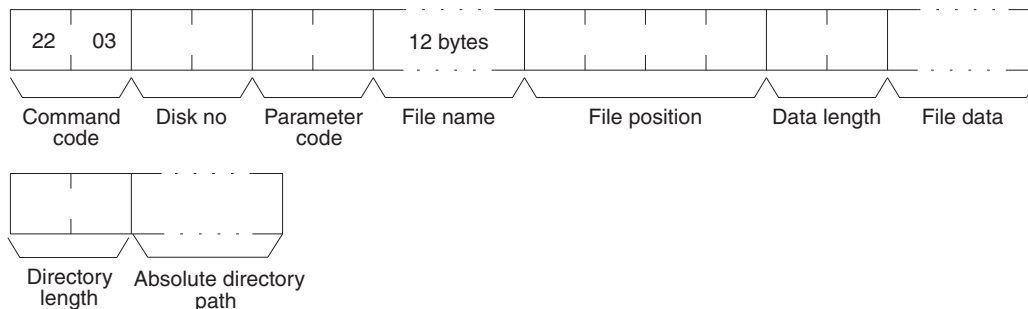 22 03 12 bytes
Command code Disk no Parameter code File name File position Data length File data
Directory length Absolute directory path